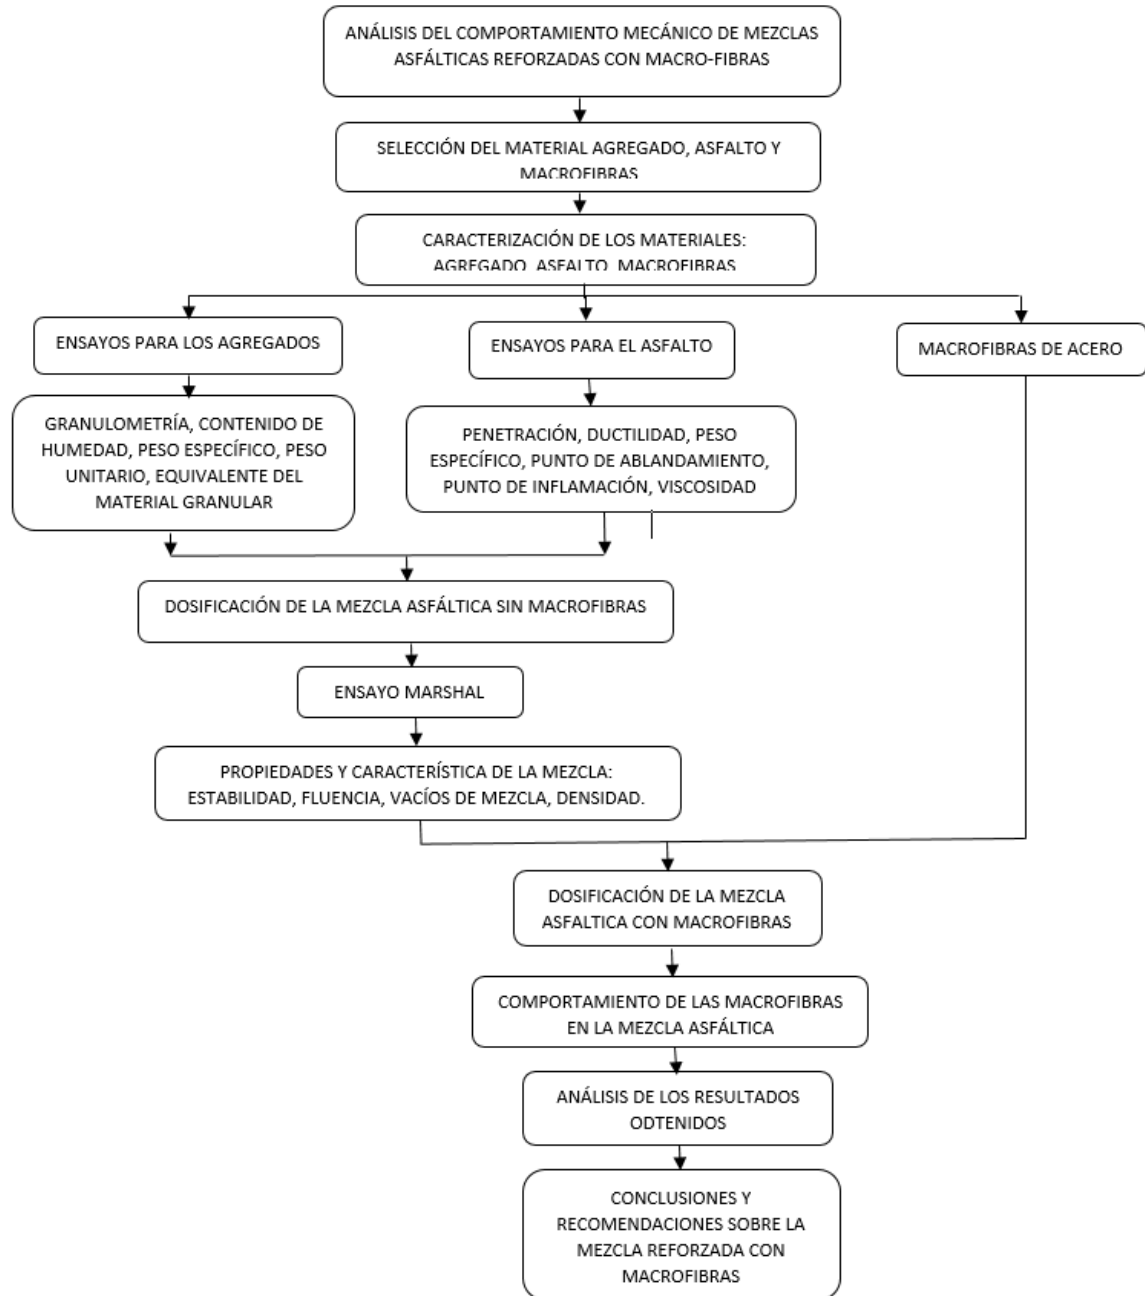 ANÁLISIS DEL COMPORTAMIENTO MECÁNICO DE MEZCLAS
ASFÁLTICAS REFORZADAS CON MACRO-FIBRAS
SELECCIÓN DEL MATERIAL AGREGADO, ASFALTO Y
MACROFIBRAS
CARACTERIZACIÓN DE LOS MATERIALES:
AGREGADO, ASFALTO, MACROFIBRAS
ENSAYOS PARA LOS AGREGADOS
ENSAYOS PARA EL ASFALTO
MACROFIBRAS DE ACERO
GRANULOMETRÍA, CONTENIDO DE
HUMEDAD, PESO ESPECÍFICO, PESO
UNITARIO, EQUIVALENTE DEL
MATERIAL GRANULAR
PENETRACIÓN, DUCTILIDAD, PESO
ESPECÍFICO, PUNTO DE ABLANDAMIENTO,
PUNTO DE INFLAMACIÓN, VISCOSIDAD
DOSIFICACIÓN DE LA MEZCLA ASFÁLTICA SIN MACROFIBRAS
ENSAYO MARSHAL
PROPIEDADES Y CARACTERÍSTICA DE LA MEZCLA:
ESTABILIDAD, FLUENCIA, VACÍOS DE MEZCLA, DENSIDAD.
DOSIFICACIÓN DE LA MEZCLA
ASFALTICA CON MACROFIBRAS
COMPORTAMIENTO DE LAS MACROFIBRAS
EN LA MEZCLA ASFÁLTICA
ANÁLISIS DE LOS RESULTADOS
ODTENIDOS
CONCLUSIONES Y
RECOMENDACIONES SOBRE LA
MEZCLA REFORZADA CON
MACROFIBRAS